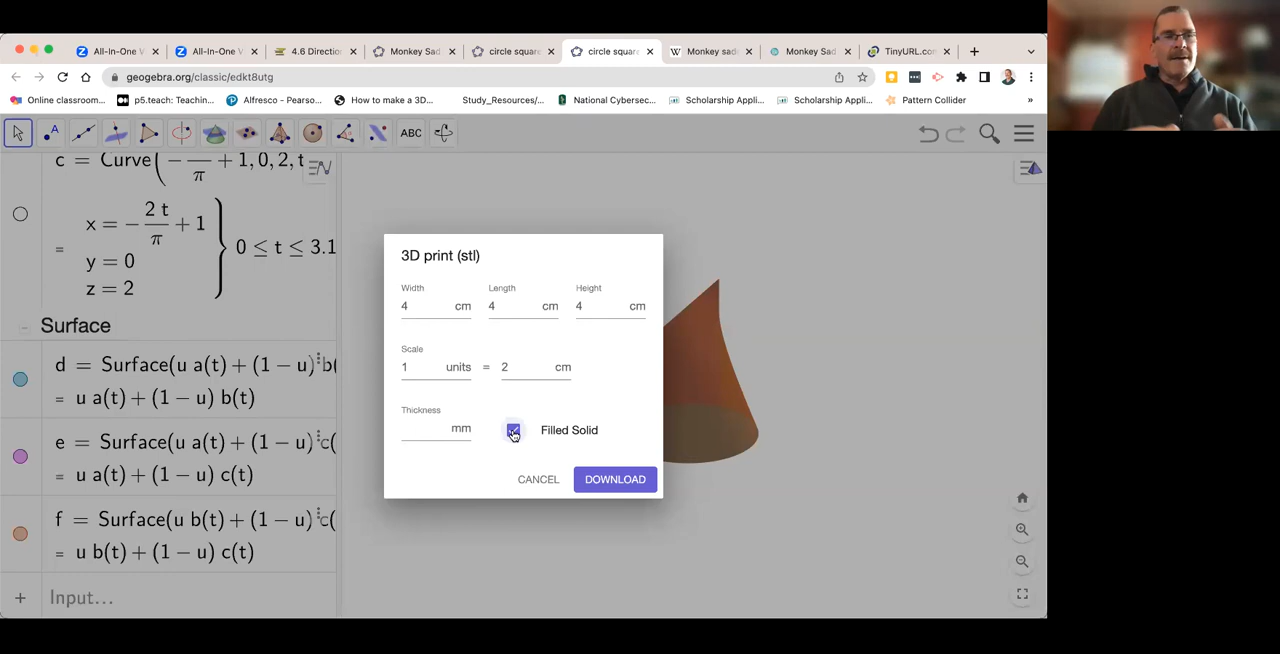 All-In-One V
All-In-One V
4.6 Direction
Monkey Sad
circle square
circle square
Monkey sadd
Monkey Sad
TinyURL.com
geogebra.org/classic/edkt8utg
Online classroom...
p5.teach: Teachin...
Alfresco - Pearso...
How to make a 3D...
Study_Resources/...
National Cybersec...
Scholarship Appli...
Scholarship Appli...
Pattern Collider
»
ABC
c = Curve(− π + 1, 0, 2, t
x = − 2 t π + 1
= y = 0 0 ≤ t ≤ 3.1
z = 2
Surface
d = Surface(u a(t) + (1 − u) b(
= u a(t) + (1 − u) b(t)
e = Surface(u a(t) + (1 − u) c(
= u a(t) + (1 − u) c(t)
f = Surface(u b(t) + (1 − u) c(
= u b(t) + (1 − u) c(t)
+ Input...
3D print (stl)
Width Length Height
4 cm 4 cm 4 cm
Scale
1 units = 2 cm
Thickness
mm Filled Solid
CANCEL DOWNLOAD